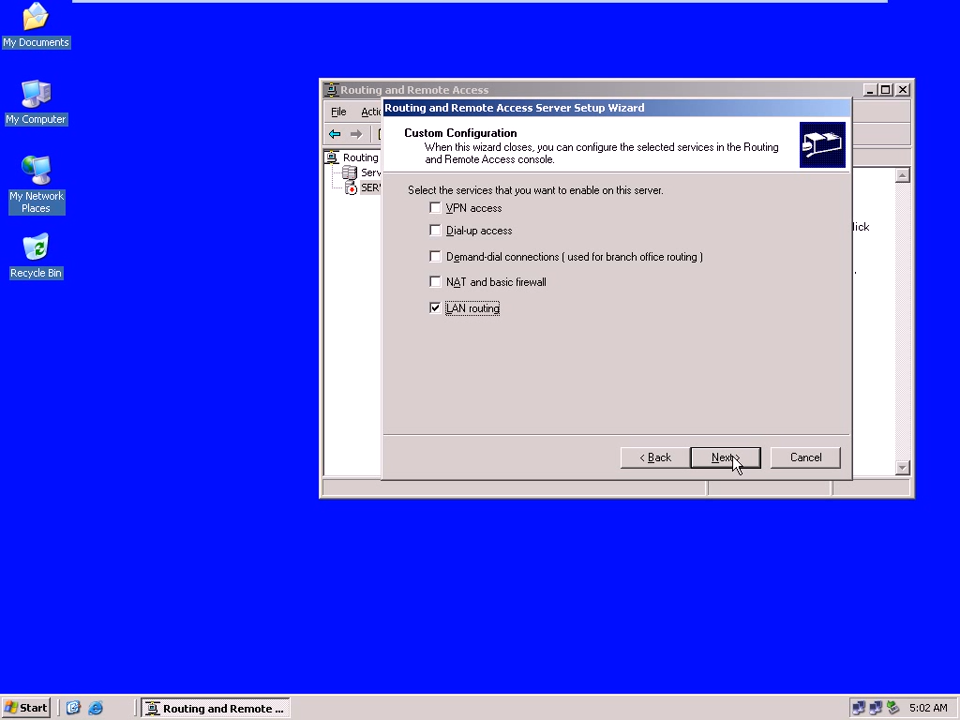 My Documents
My Computer
My Network
Places
Recycle Bin
Routing and Remote Access
File
Routing and Remote Access Server Setup Wizard
Custom Configuration
When this wizard closes, you can configure the selected services in the Routing
and Remote Access console.
Routing
Select the services that you want to enable on this server.
VPN access
Dial-up access
Demand-dial connections ( used for branch office routing )
NAT and basic firewall
LAN routing
< Back
Next >
Cancel
Start
Routing and Remote ...
5:02 AM